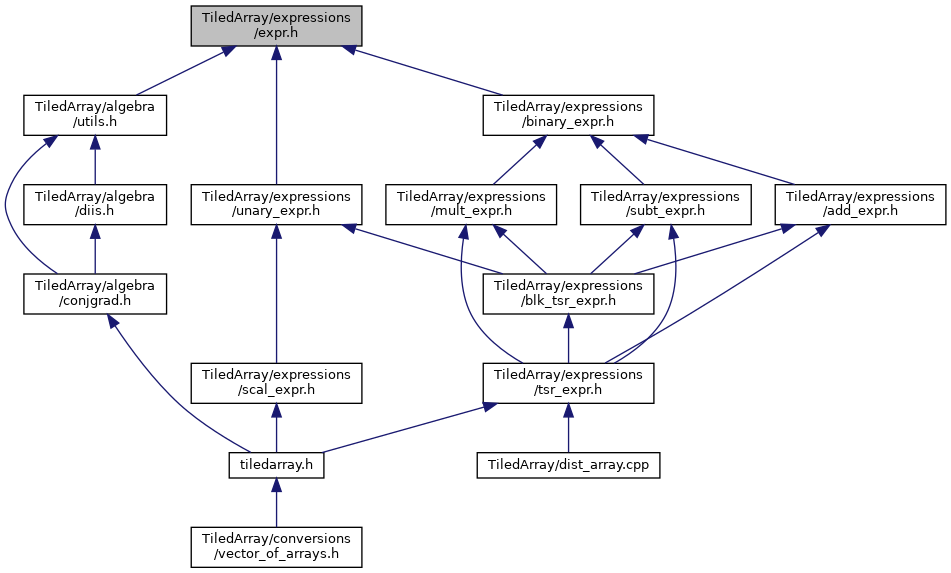 TiledArray/expressions
/expr.h
TiledArray/algebra
/utils.h
TiledArray/expressions
/binary_expr.h
TiledArray/algebra
/diis.h
TiledArray/expressions
/unary_expr.h
TiledArray/expressions
/mult_expr.h
TiledArray/expressions
/subt_expr.h
TiledArray/expressions
/add_expr.h
TiledArray/algebra
/conjgrad.h
TiledArray/expressions
/blk_tsr_expr.h
TiledArray/expressions
/scal_expr.h
TiledArray/expressions
/tsr_expr.h
tiledarray.h
TiledArray/dist_array.cpp
TiledArray/conversions
/vector_of_arrays.h